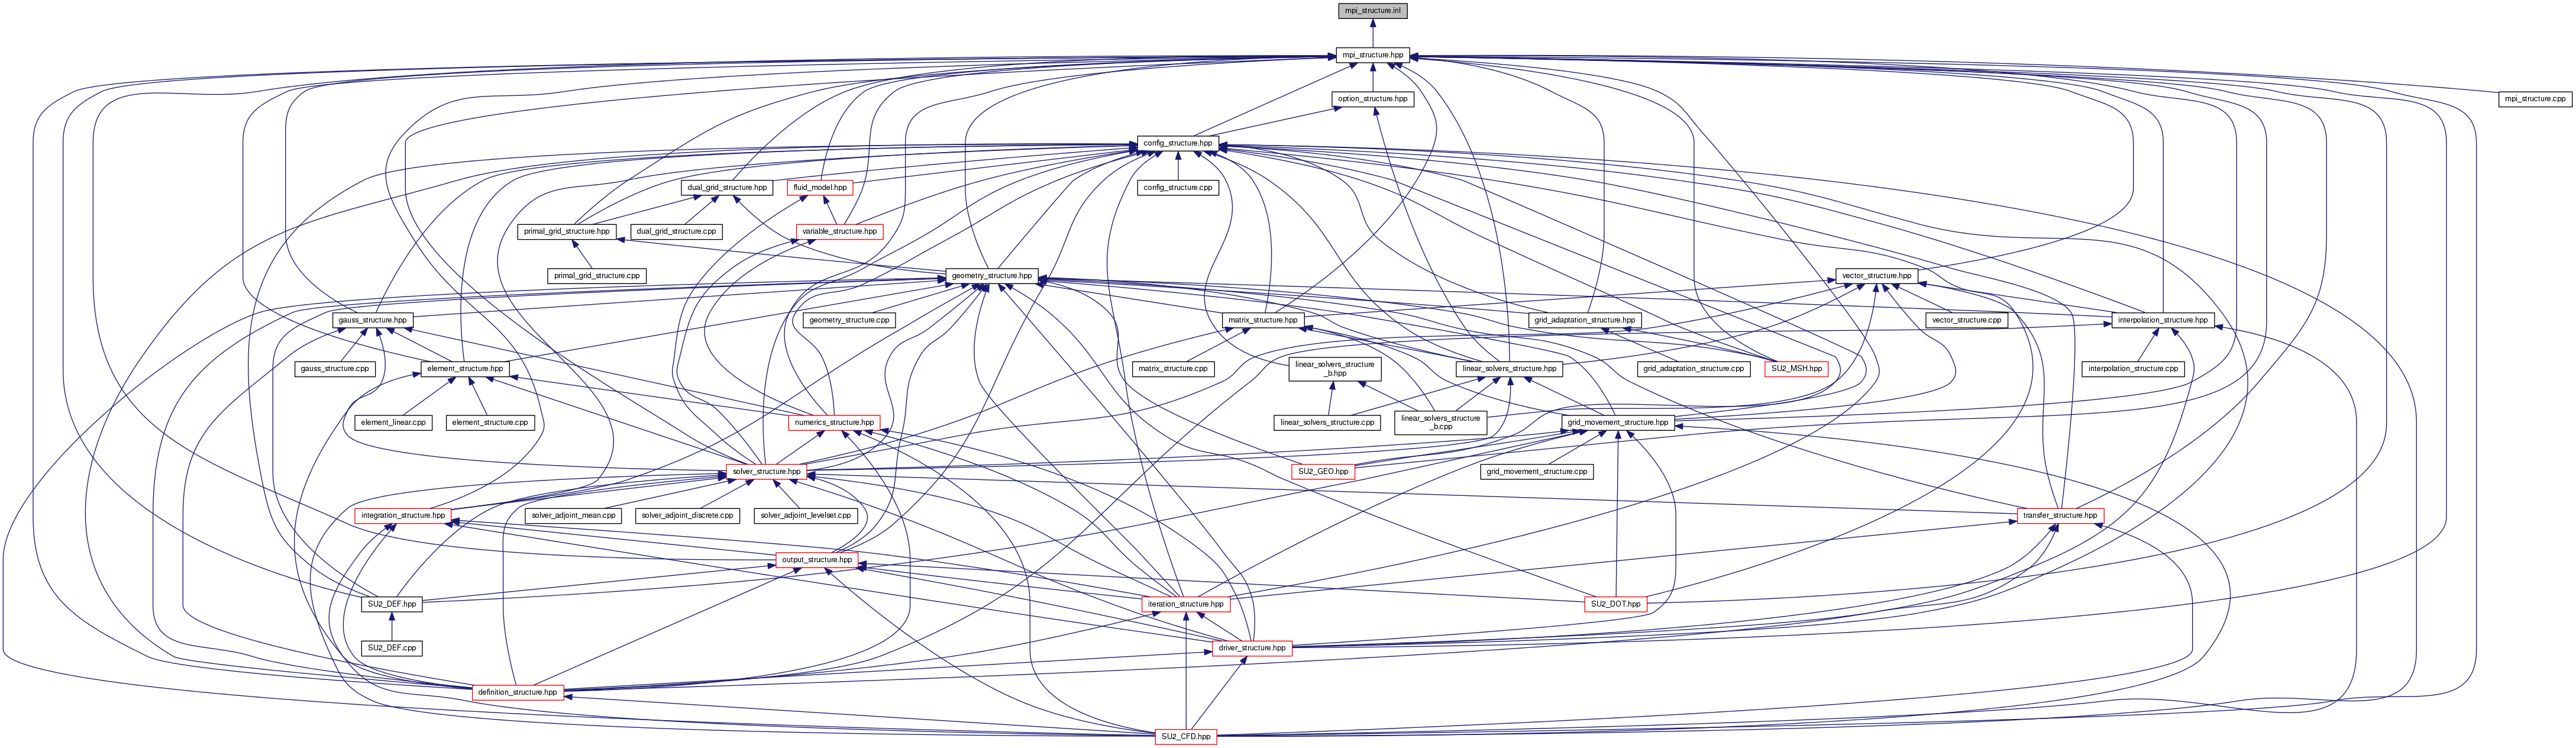 mpi_structure.inl
mpi_structure.hpp
option_structure.hpp
mpi_structure.cpp
config_structure.hpp
dual_grid_structure.hpp
fluid_model.hpp
config_structure.cpp
primal_grid_structure.hpp
dual_grid_structure.cpp
variable_structure.hpp
primal_grid_structure.cpp
geometry_structure.hpp
vector_structure.hpp
gauss_structure.hpp
geometry_structure.cpp
matrix_structure.hpp
grid_adaptation_structure.hpp
vector_structure.cpp
interpolation_structure.hpp
gauss_structure.cpp
element_structure.hpp
matrix_structure.cpp
linear_solvers_structure
_b.hpp
linear_solvers_structure.hpp
grid_adaptation_structure.cpp
SU2_MSH.hpp
interpolation_structure.cpp
element_linear.cpp
element_structure.cpp
numerics_structure.hpp
linear_solvers_structure.cpp
linear_solvers_structure
_b.cpp
grid_movement_structure.hpp
solver_structure.hpp
SU2_GEO.hpp
grid_movement_structure.cpp
integration_structure.hpp
solver_adjoint_mean.cpp
solver_adjoint_discrete.cpp
solver_adjoint_levelset.cpp
transfer_structure.hpp
output_structure.hpp
SU2_DEF.hpp
iteration_structure.hpp
SU2_DOT.hpp
SU2_DEF.cpp
driver_structure.hpp
definition_structure.hpp
SU2_CFD.hpp